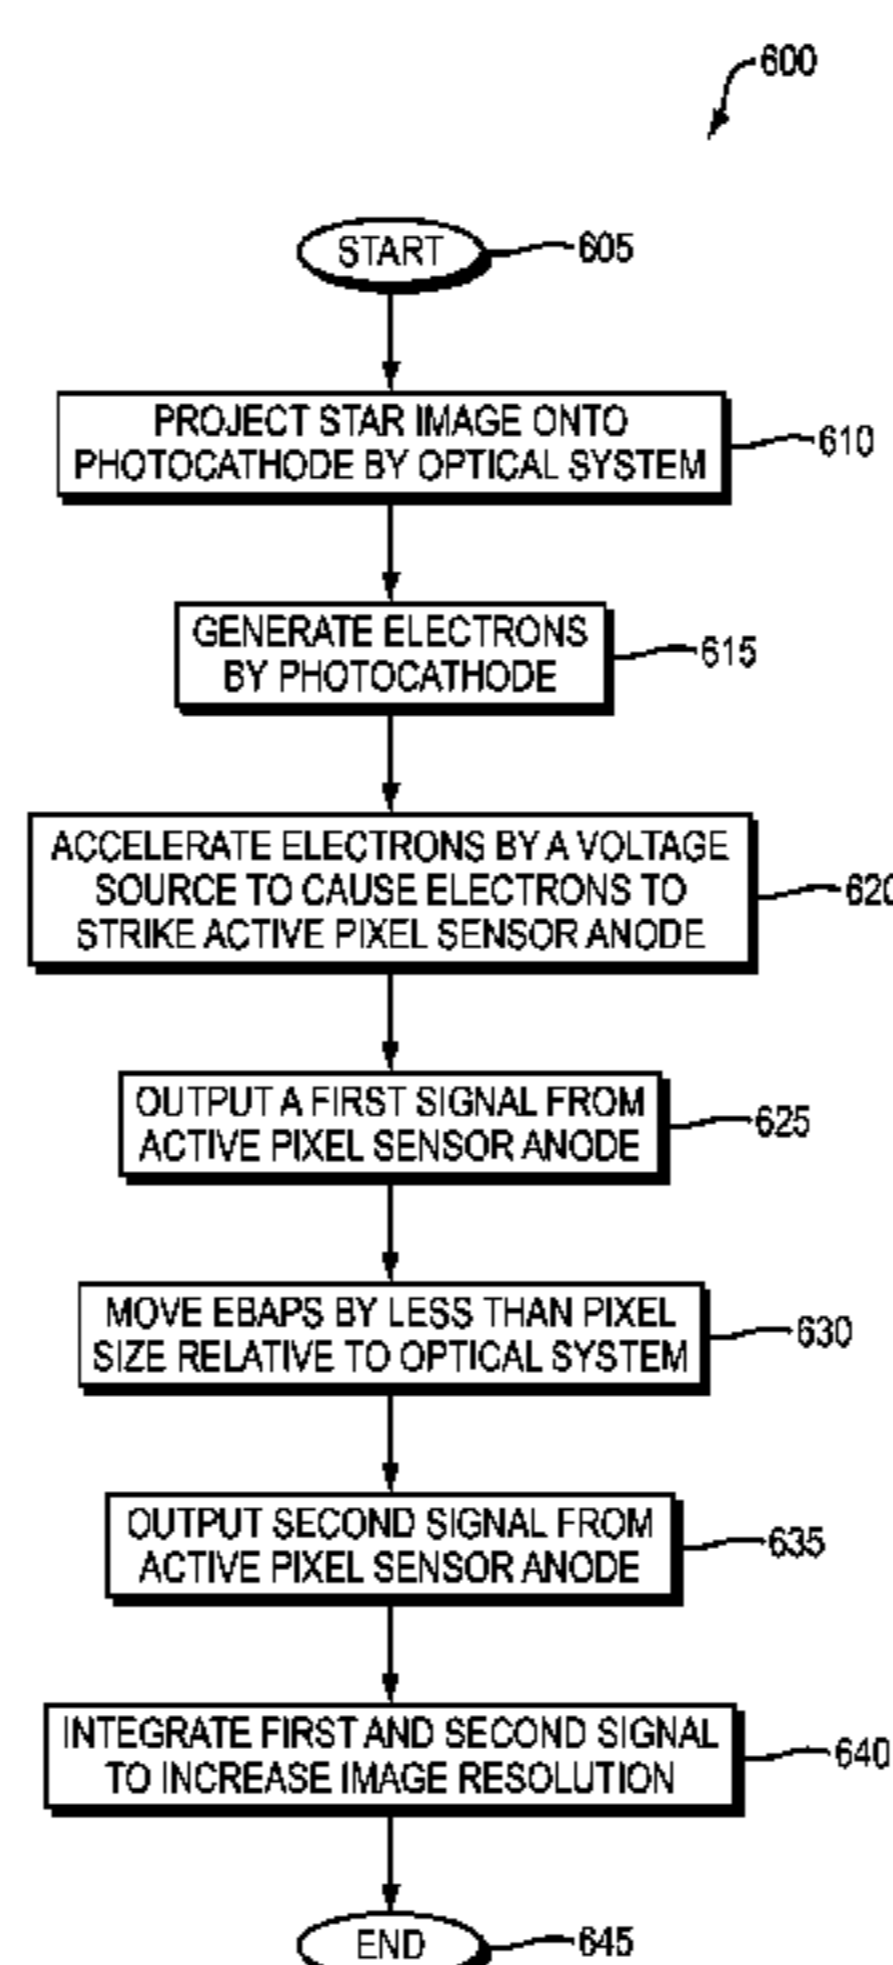 600
START
605
PROJECT STAR IMAGE ONTO
PHOTOCATHODE BY OPTICAL SYSTEM
610
GENERATE ELECTRONS
BY PHOTOCATHODE
615
ACCELERATE ELECTRONS BY A VOLTAGE
SOURCE TO CAUSE ELECTRONS TO
STRIKE ACTIVE PIXEL SENSOR ANODE
620
OUTPUT A FIRST SIGNAL FROM
ACTIVE PIXEL SENSOR ANODE
625
MOVE EBAPS BY LESS THAN PIXEL
SIZE RELATIVE TO OPTICAL SYSTEM
630
OUTPUT SECOND SIGNAL FROM
ACTIVE PIXEL SENSOR ANODE
635
INTEGRATE FIRST AND SECOND SIGNAL
TO INCREASE IMAGE RESOLUTION
640
END
645